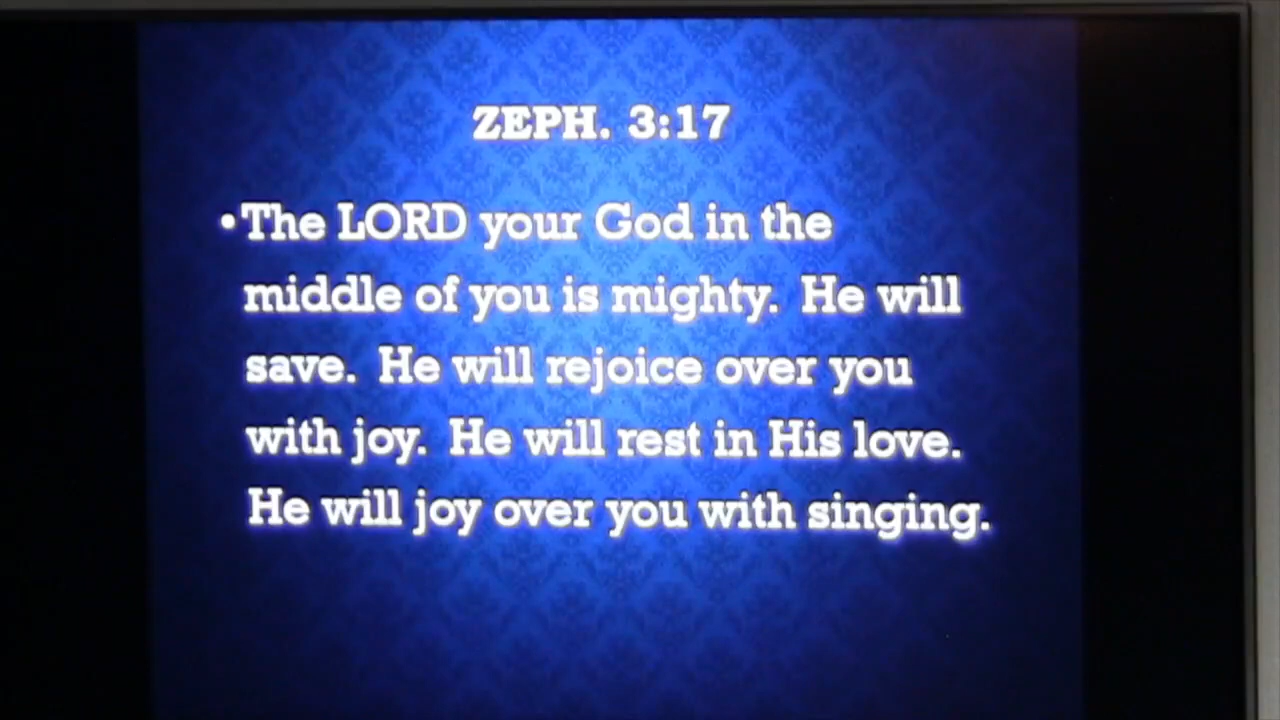 ZEPH. 3:17
•The LORD your God in the
middle of you is mighty. He will
save. He will rejoice over you
with joy. He will rest in His love.
He will joy over you with singing.